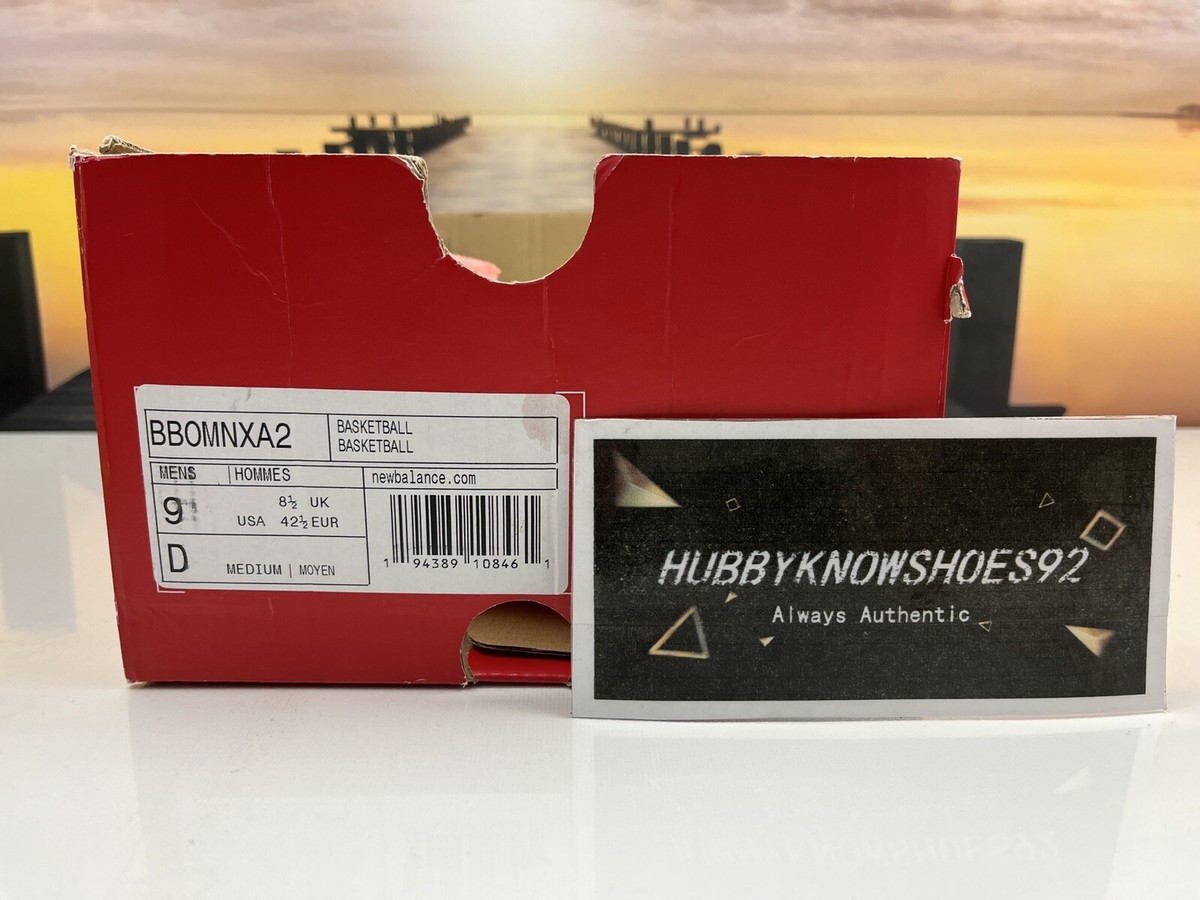 BBOMNXA2
BASKETBALL
BASKETBALL
MENS | HOMMES
newbalance.com
9
8½ UK
USA 42½ EUR
D
MEDIUM | MOYEN
1 94389 10846 1
HUBBYKNOWSHOES92
Always Authentic